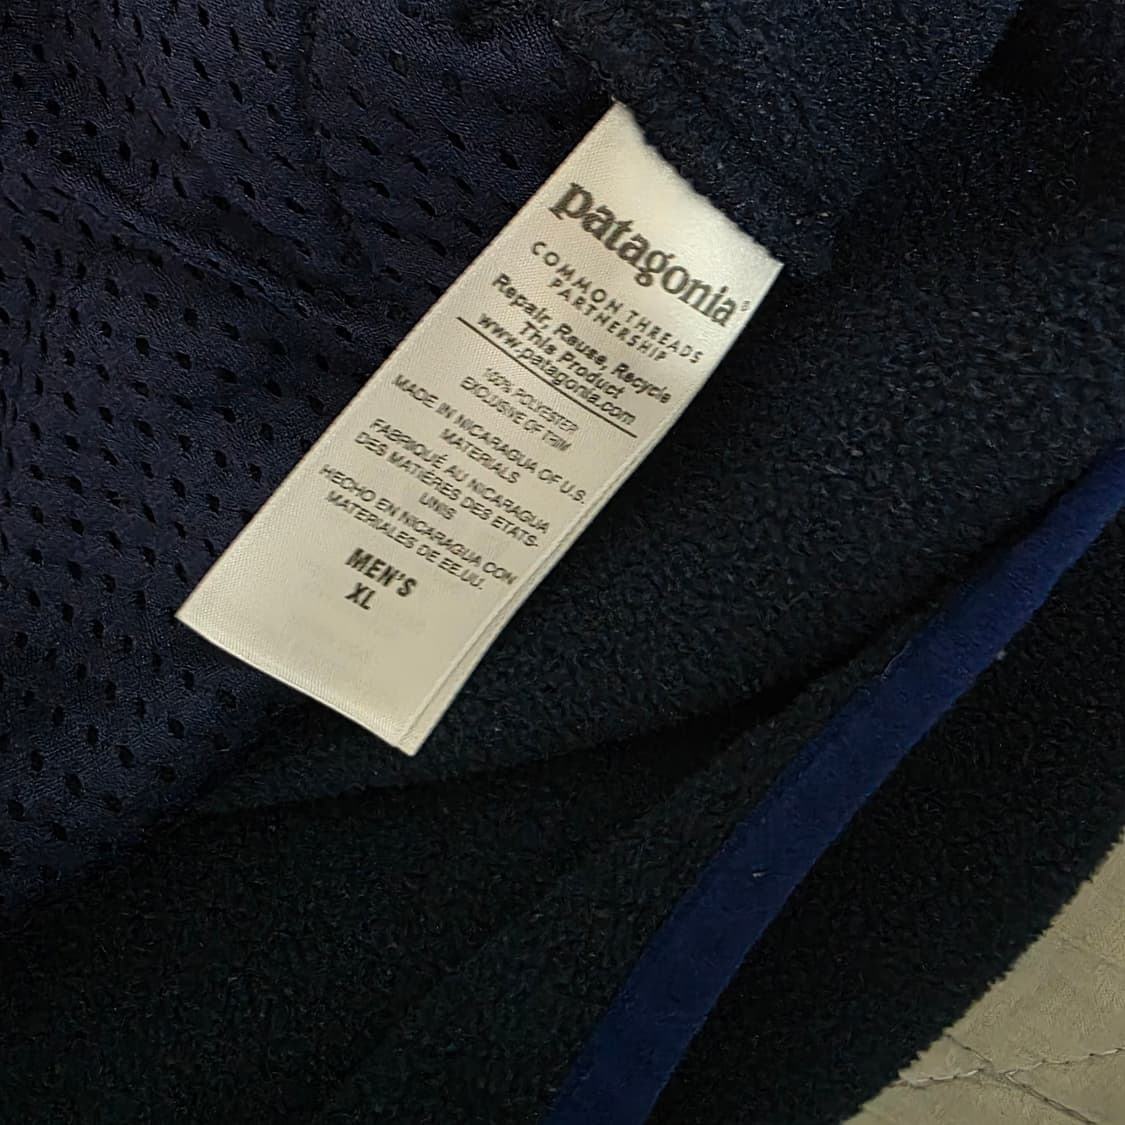 patagonia®
COMMON THREADS
PARTNERSHIP
Repair, Reuse, Recycle
This Product
www.patagonia.com
100% POLYESTER
EXCLUSIVE OF TRIM
MADE IN NICARAGUA OF U.S.
MATERIALS
FABRIQUÉ AU NICARAGUA
DES MATIÈRES DES ETATS-
UNIS
HECHO EN NICARAGUA CON
MATERIALES DE EE.UU.
MEN'S
XL